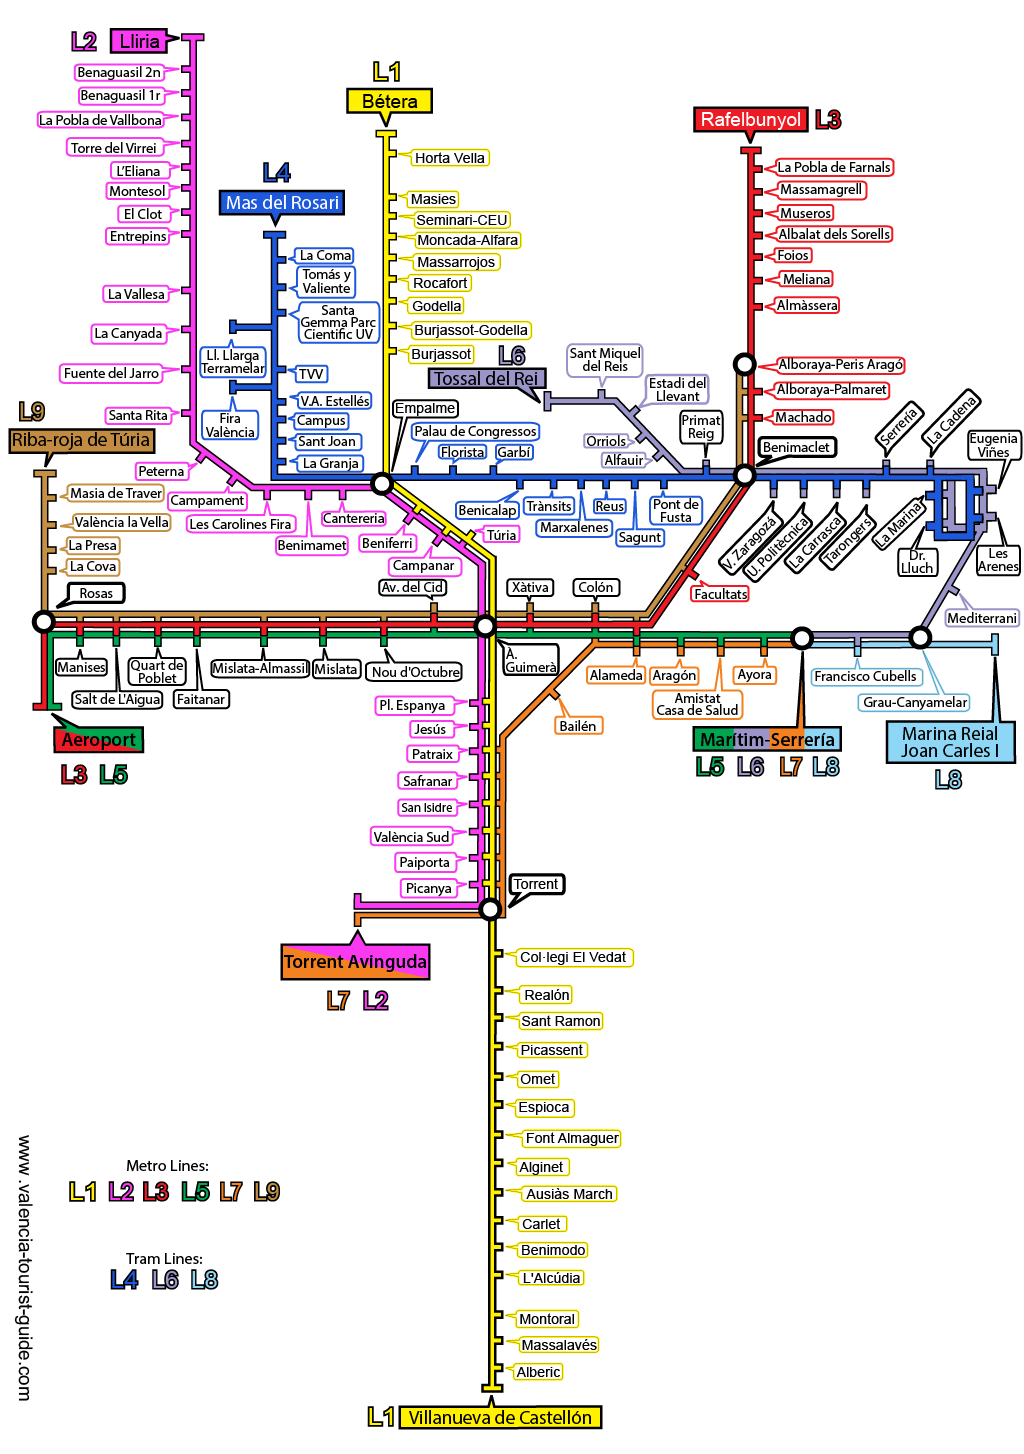 L2
Lliria
Benaguasil 2n
Benaguasil 1r
La Pobla de Vallbona
Torre del Virrei
L'Eliana
Montesol
El Clot
Entrepins
La Vallesa
La Canyada
Fuente del Jarro
Santa Rita
Peterna
Campament
Les Carolines Fira
Benimamet
Cantereria
Beniferri
Campanar
Túria
L4
Mas del Rosari
La Coma
Tomás y
Valiente
Santa
Gemma Parc
Cientific UV
Ll. Llarga
Terramelar
TVV
Fira
València
V.A. Estellés
Campus
Sant Joan
La Granja
L1
Bétera
Horta Vella
Masies
Seminari-CEU
Moncada-Alfara
Massarrojos
Rocafort
Godella
Burjassot-Godella
Burjassot
Empalme
Palau de Congressos
Florista
Garbí
Benicalap
Trànsits
Marxalenes
Reus
Sagunt
Pont de
Fusta
L6
Tossal del Rei
Sant Miquel
del Reis
Estadi del
Llevant
Orriols
Alfauir
Primat
Reig
Rafelbunyol
L3
La Pobla de Farnals
Massamagrell
Museros
Albalat dels Sorells
Foios
Meliana
Almàssera
Alboraya-Peris Aragó
Alboraya-Palmaret
Machado
Benimaclet
Serrería
La Cadena
Eugenia
Viñes
V. Zaragoza
U. Politècnica
La Carrasca
Tarongers
La Marina
Dr.
Lluch
Les
Arenes
Mediterrani
Facultats
L9
Riba-roja de Túria
Masia de Traver
València la Vella
La Presa
La Cova
Rosas
Av. del Cid
Xàtiva
Colón
Manises
Salt de L'Aigua
Quart de
Poblet
Faitanar
Mislata-Almassil
Mislata
Nou d'Octubre
À.
Guimerà
Alameda
Aragón
Amistat
Casa de Salud
Ayora
Bailén
Francisco Cubells
Grau-Canyamelar
Aeroport
L3 L5
Marítim-Serrería
L5 L6 L7 L8
Marina Reial
Joan Carles I
L8
Pl. Espanya
Jesús
Patraix
Safranar
San Isidre
València Sud
Paiporta
Picanya
Torrent
Torrent Avinguda
L7 L2
Col·legi El Vedat
Realón
Sant Ramon
Picassent
Omet
Espioca
Font Almaguer
Alginet
Ausiàs March
Carlet
Benimodo
L'Alcúdia
Montoral
Massalavés
Alberic
L1
Villanueva de Castellón
Metro Lines:
L1 L2 L3 L5 L7 L9
Tram Lines:
L4 L6 L8
www.valencia-tourist-guide.com